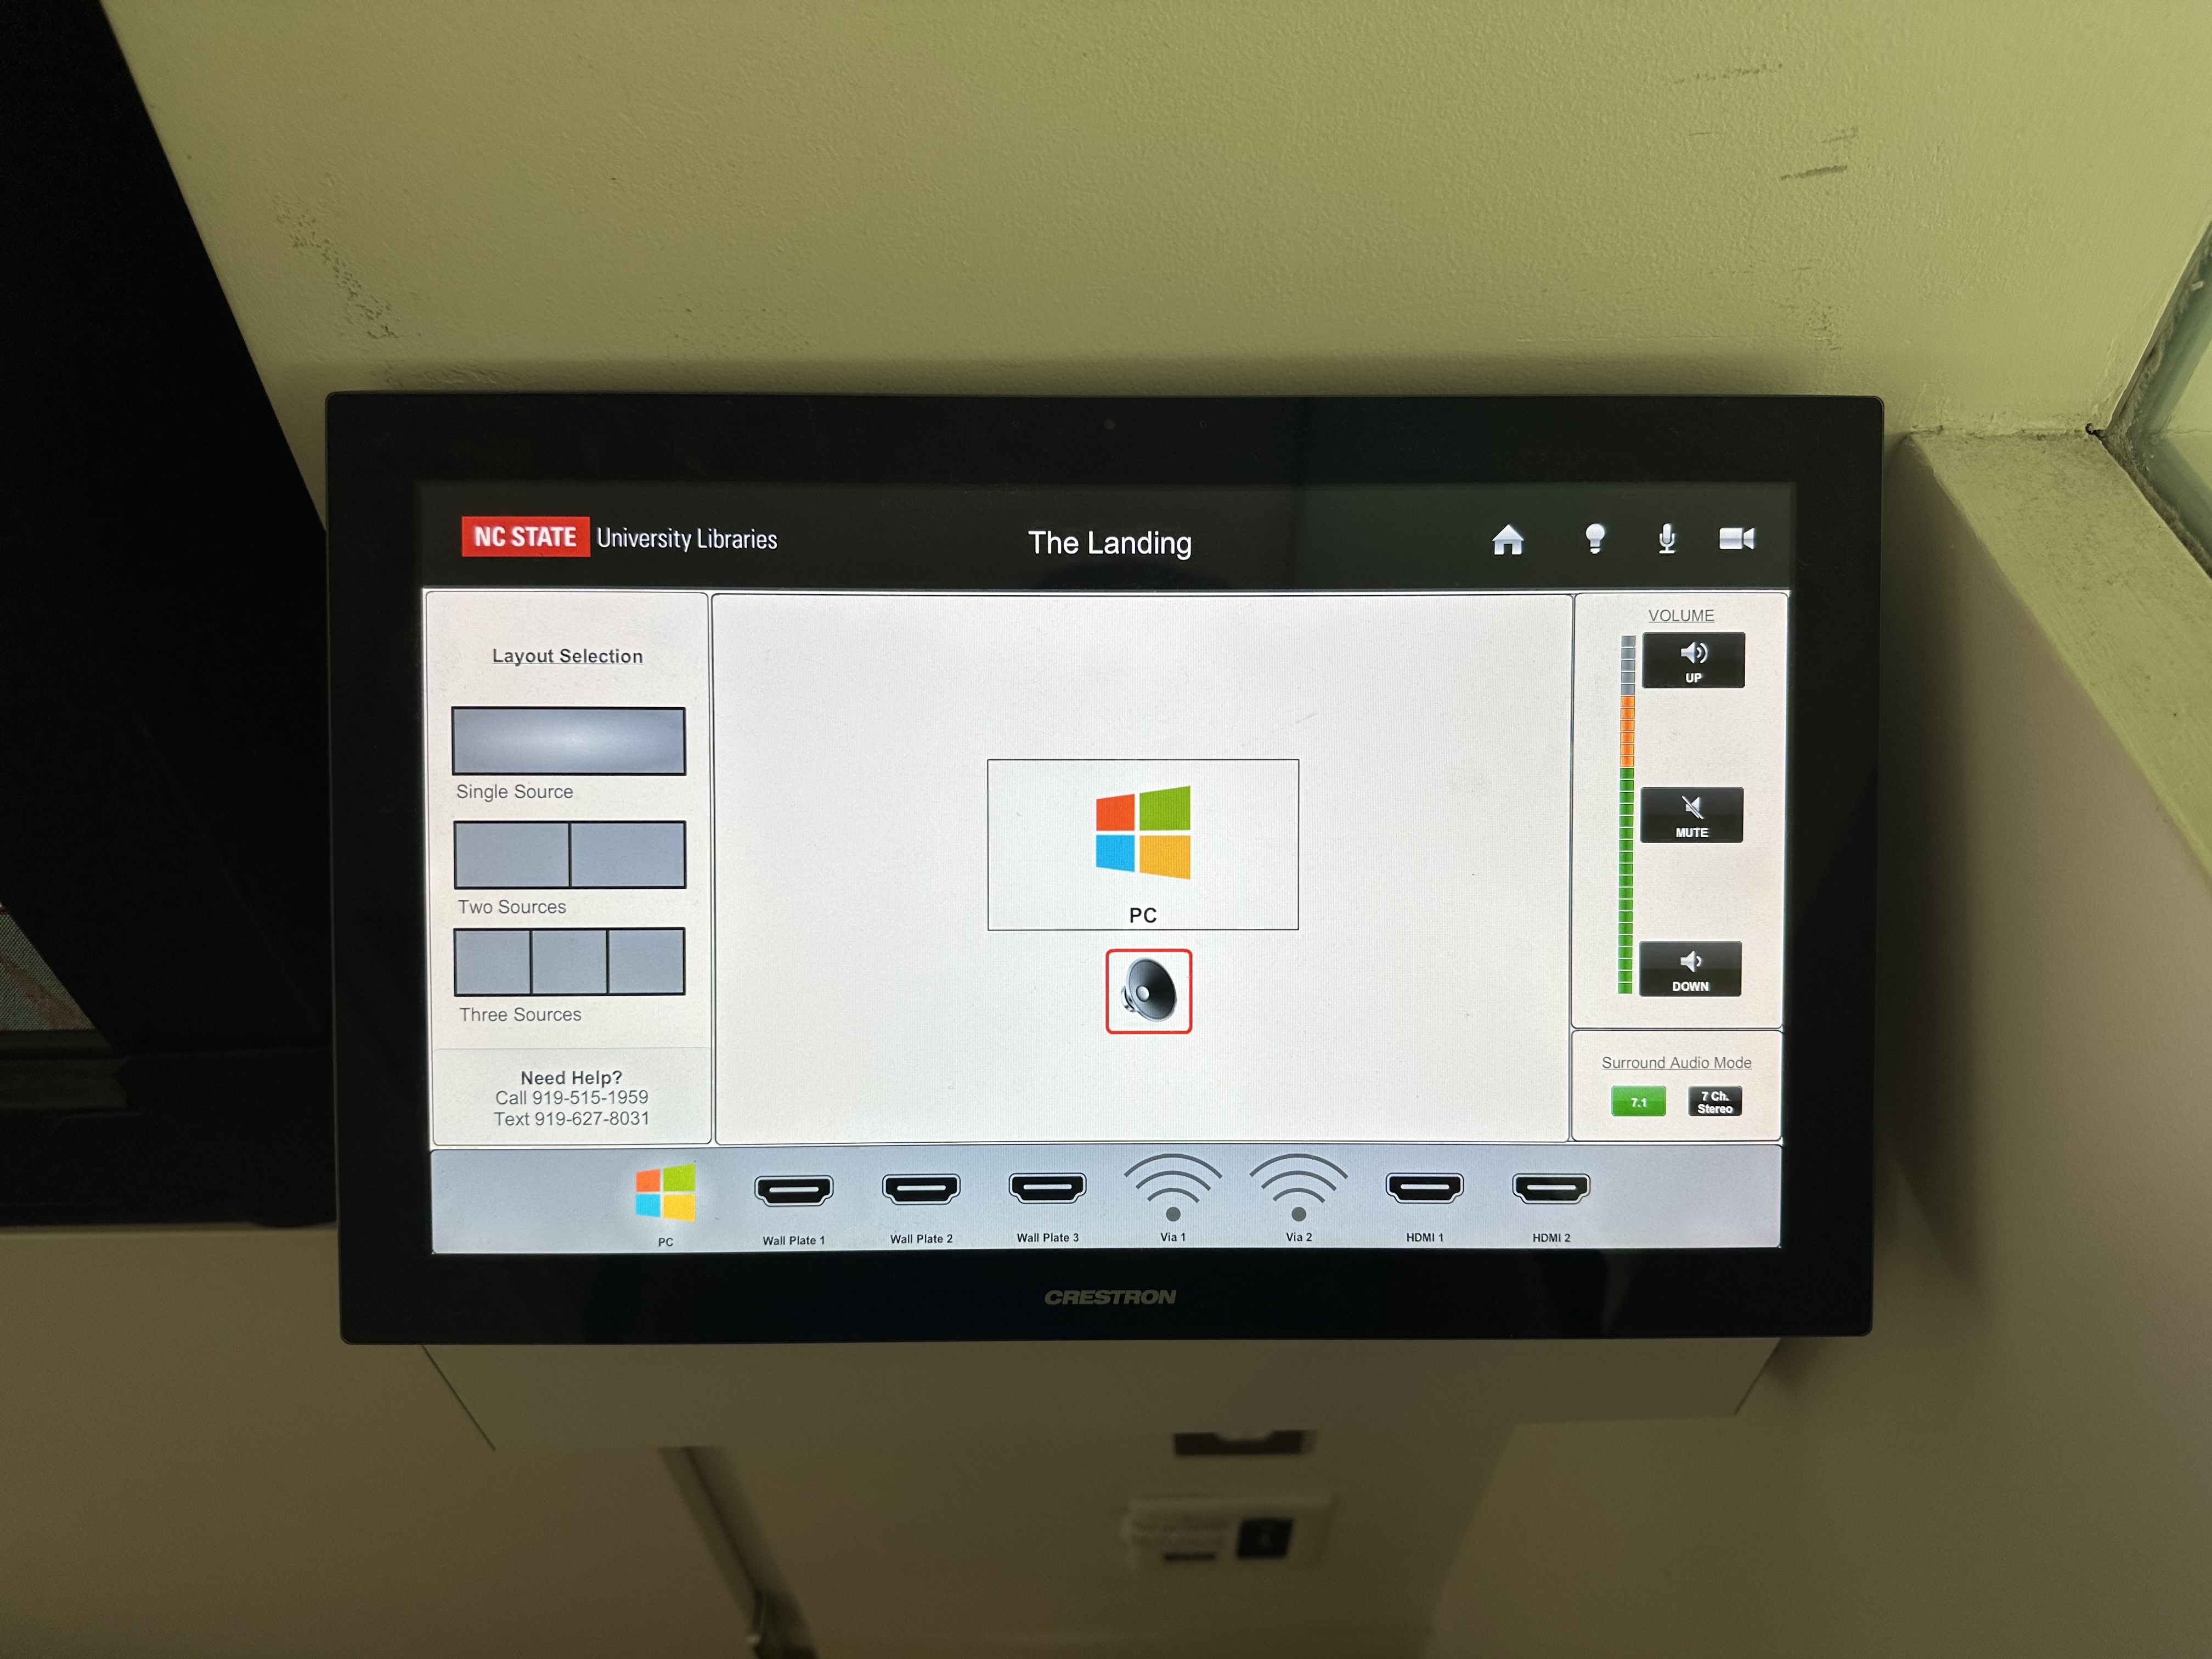 NC STATE University Libraries
The Landing
Layout Selection
Single Source
Two Sources
Three Sources
Need Help?
Call 919-515-1959
Text 919-627-8031
PC
VOLUME
UP
MUTE
DOWN
Surround Audio Mode
7.1
7 Ch.
Stereo
PC
Wall Plate 1
Wall Plate 2
Wall Plate 3
Via 1
Via 2
HDMI 1
HDMI 2
CRESTRON